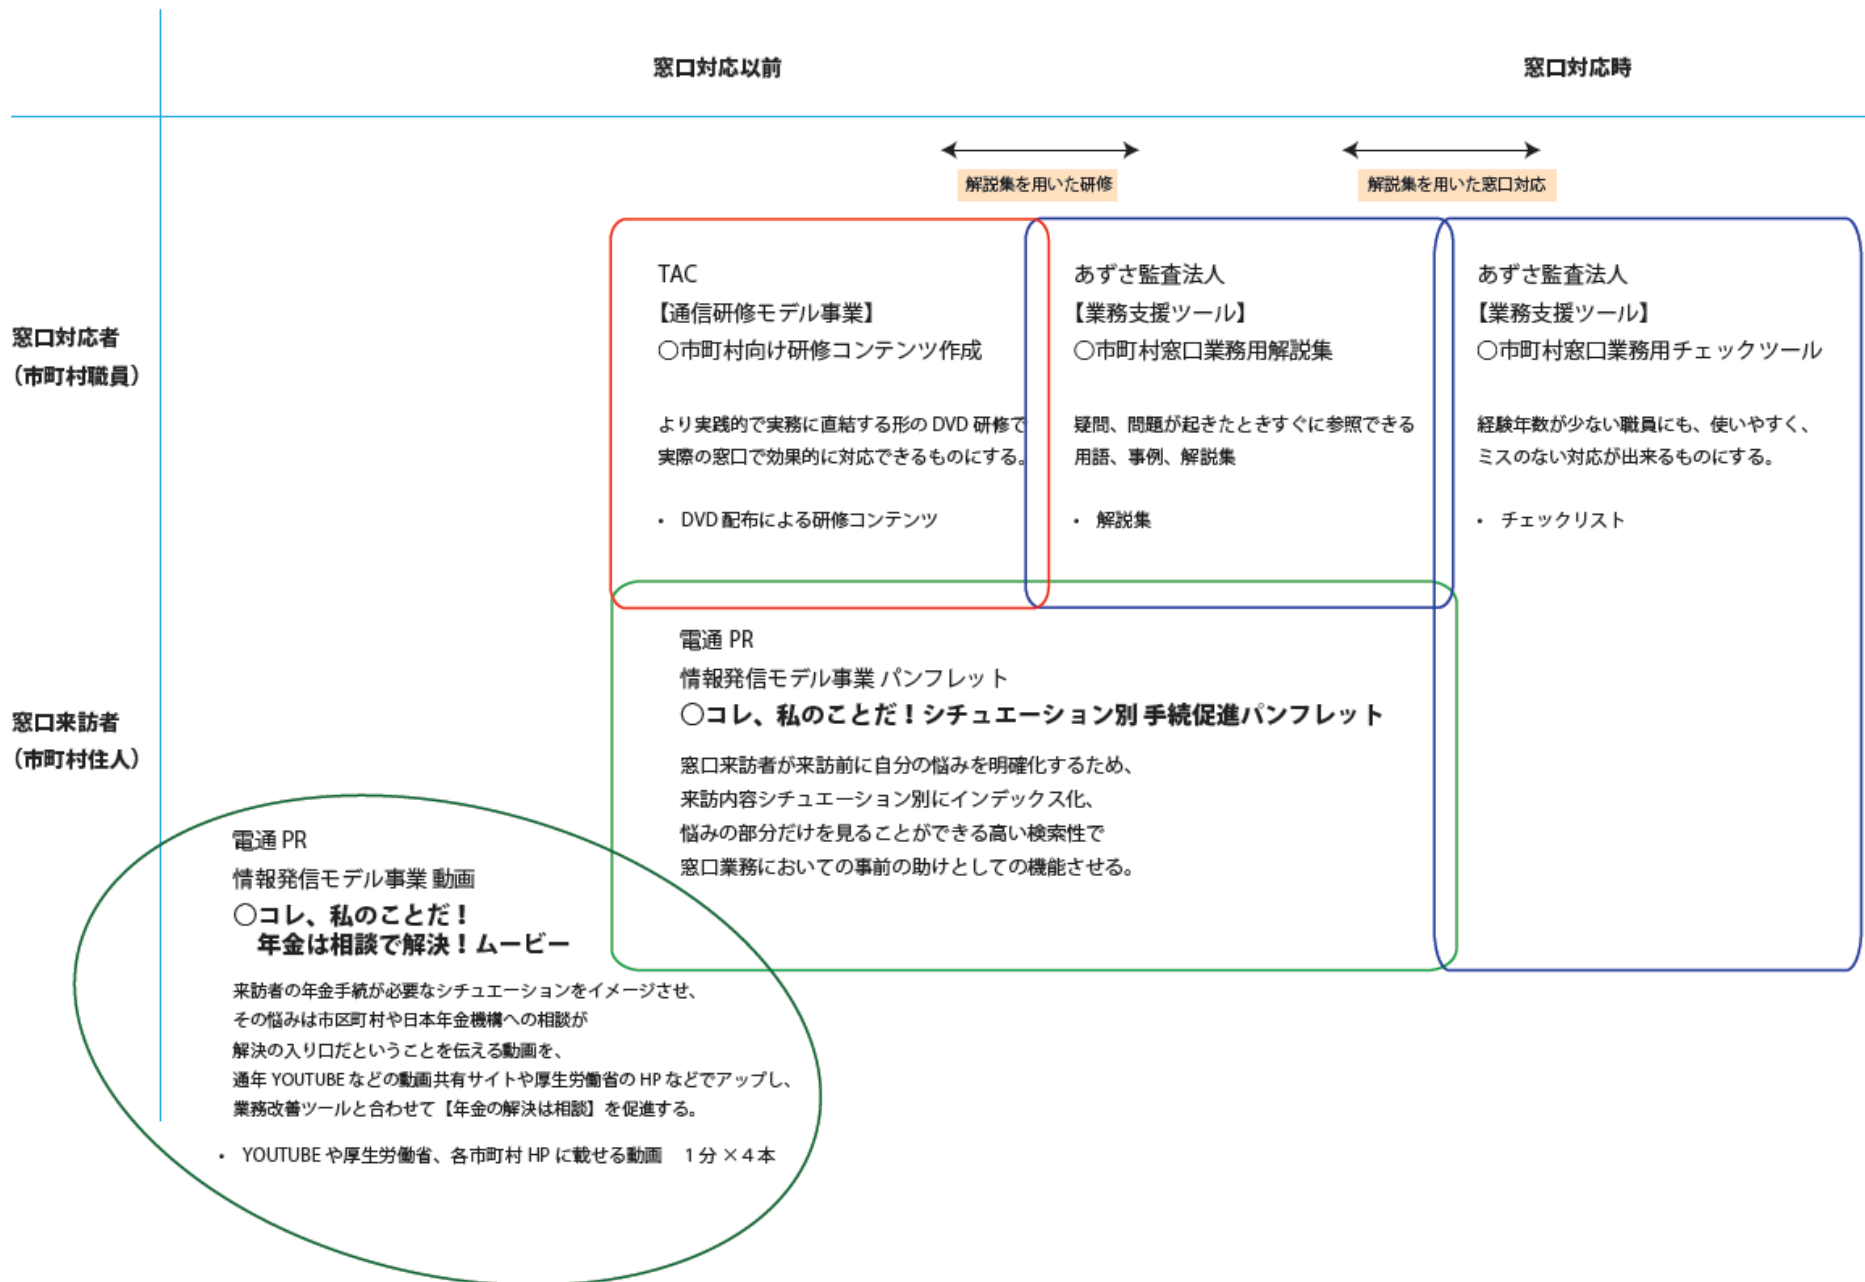 窓口対応以前
窓口対応時
解説集を用いた研修
解説集を用いた窓口対応
窓口対応者
（市町村職員）
TAC
【通信研修モデル事業】
○市町村向け研修コンテンツ作成
より実践的で実務に直結する形の DVD 研修で
実際の窓口で効果的に対応できるものにする。
• DVD 配布による研修コンテンツ
あずさ監査法人
【業務支援ツール】
○市町村窓口業務用解説集
疑問、問題が起きたときすぐに参照できる
用語、事例、解説集
• 解説集
あずさ監査法人
【業務支援ツール】
○市町村窓口業務用チェックツール
経験年数が少ない職員にも、使いやすく、
ミスのない対応が出来るものにする。
• チェックリスト
窓口来訪者
（市町村住人）
電通 PR
情報発信モデル事業 パンフレット
○コレ、私のことだ！シチュエーション別 手続促進パンフレット
窓口来訪者が来訪前に自分の悩みを明確化するため、
来訪内容シチュエーション別にインデックス化、
悩みの部分だけを見ることができる高い検索性で
窓口業務においての事前の助けとしての機能させる。
電通 PR
情報発信モデル事業 動画
○コレ、私のことだ！
年金は相談で解決！ムービー
来訪者の年金手続が必要なシチュエーションをイメージさせ、
その悩みは市区町村や日本年金機構への相談が
解決の入り口だということを伝える動画を、
通年 YOUTUBE などの動画共有サイトや厚生労働省の HP などでアップし、
業務改善ツールと合わせて【年金の解決は相談】を促進する。
• YOUTUBE や厚生労働省、各市町村 HP に載せる動画　1 分 × 4 本